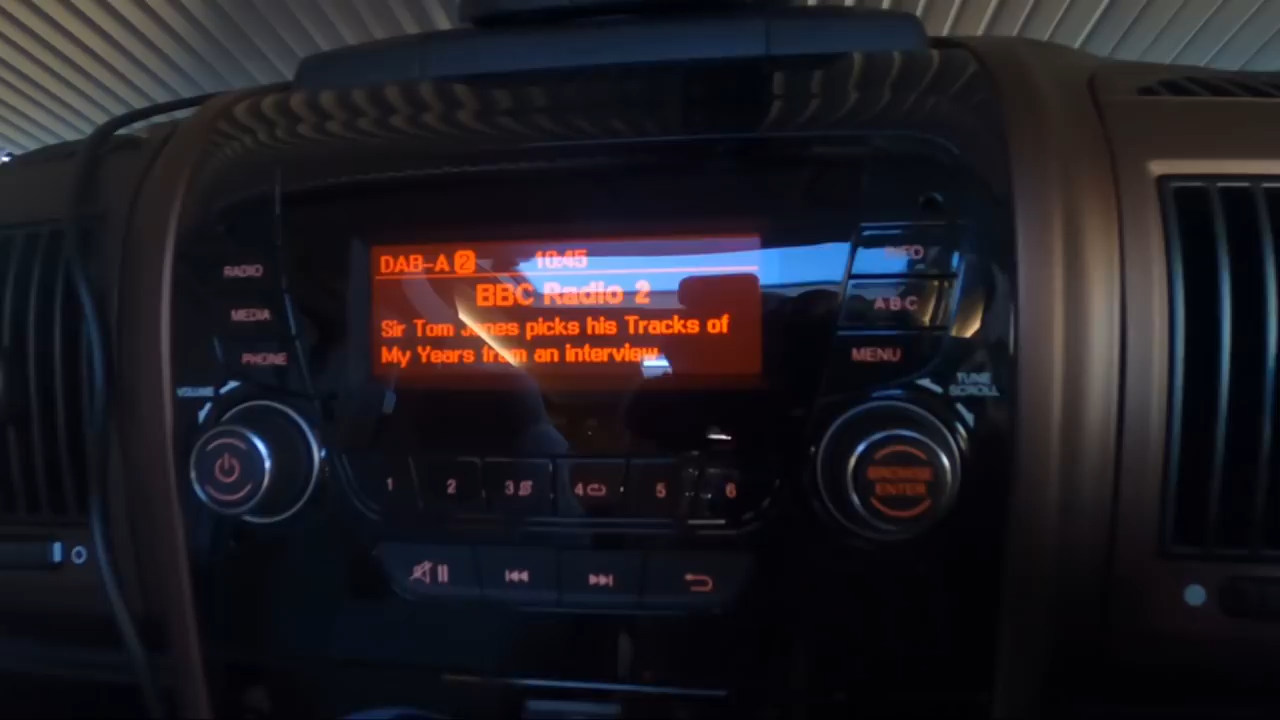 DAB-A 2 10:45
BBC Radio 2
Sir Tom Jones picks his Tracks of
My Years from an interview
RADIO
MEDIA
PHONE
VOLUME
INFO
A-B-C
MENU
TUNE
SCROLL
BROWSE
ENTER
1 2 3 4 5 6